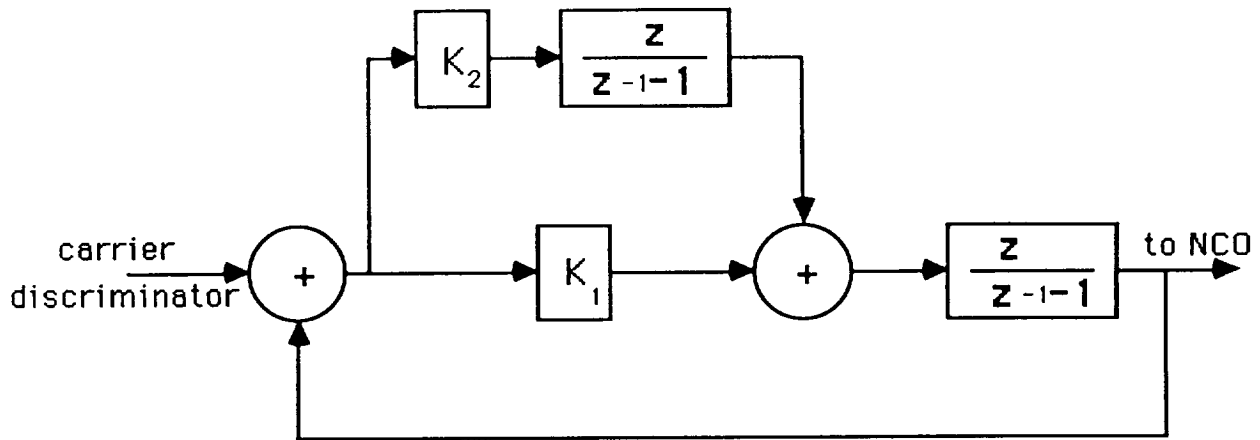 K₂
z
z -1-1
carrier
discriminator
+
K₁
+
z
z -1-1
to NCO